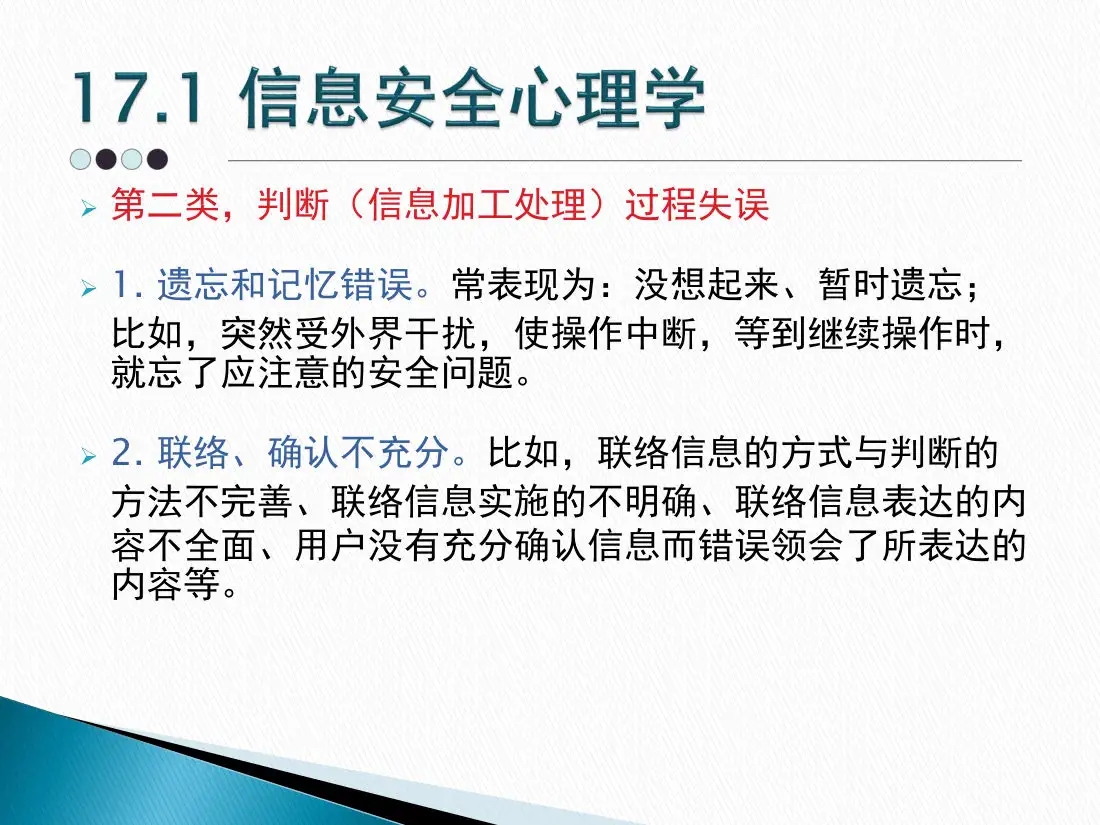 17.1 信息安全心理学
第二类，判断（信息加工处理）过程失误
1. 遗忘和记忆错误。常表现为：没想起来、暂时遗忘；
比如，突然受外界干扰，使操作中断，等到继续操作时，
就忘了应注意的安全问题。
2. 联络、确认不充分。比如，联络信息的方式与判断的
方法不完善、联络信息实施的不明确、联络信息表达的内
容不全面、用户没有充分确认信息而错误领会了所表达的
内容等。